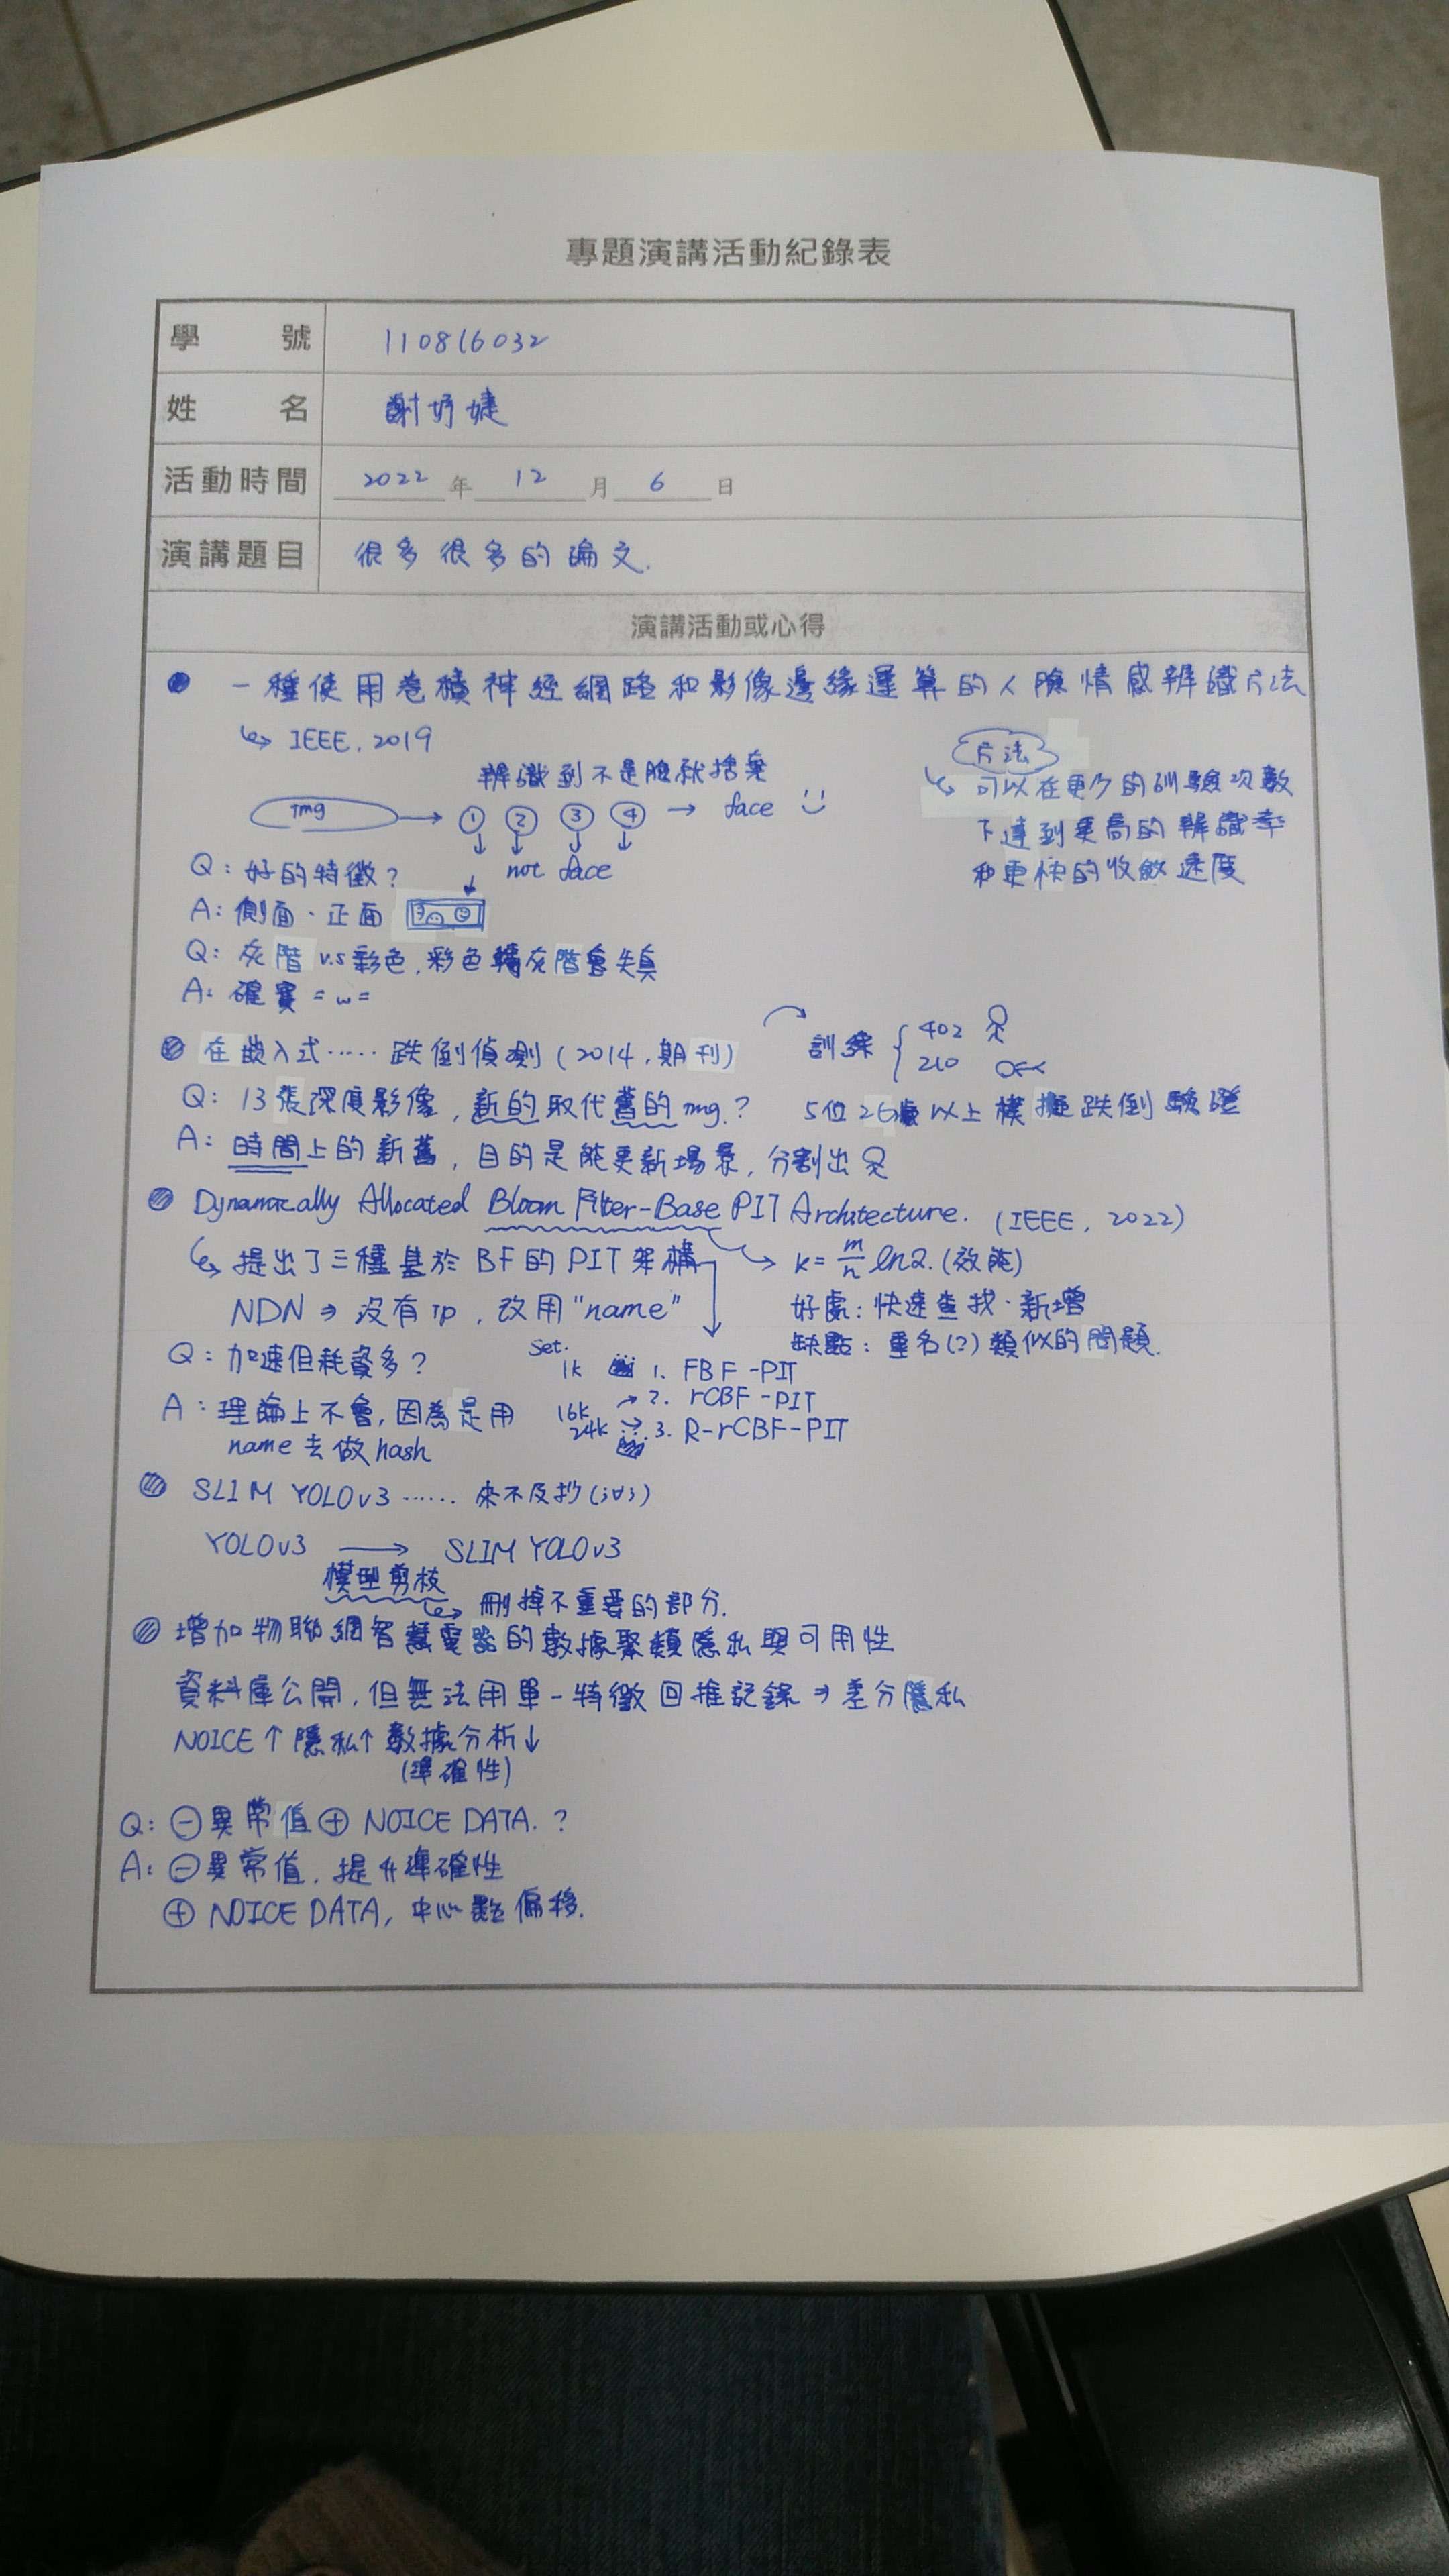 專題演講活動紀錄表
學號 110816032
姓名 謝妤婕
活動時間 2022 年 12 月 6 日
演講題目 很多很多的論文.
演講活動或心得
一種使用卷積神經網路和影像邊緣運算的人臉情感辨識方法
↳ IEEE, 2019
方法
辨識到不是臉就捨棄
可以在更少的訓驗次數
img → ① ② ③ ④ → face
下達到更高的辨識率
not face
和更快的收斂速度
Q: 好的特徵?
A: 側面、正面
Q: 灰階 v.s 彩色, 彩色轉灰階會失真
A: 確實 = ω =
在嵌入式…… 跌倒偵測 (2014, 期刊)
訓練 { 402
210
Q: 13張深度影像, 新的取代舊的 img.?
5位26歲以上模擬跌倒驗證
A: 時間上的新舊, 目的是能更新場景, 分割出
Dynamically Allocated Bloom Filter-Base PIT Architecture. (IEEE, 2022)
↳ 提出了三種基於 BF 的 PIT 架構
→ k = m/n ln2. (效能)
NDN ⇒ 沒有 ip, 改用 "name"
好處: 快速查找、新增
缺點: 重名(?) 類似的問題.
Q: 加速但耗資多?
Set.
1k 1. FBF-PIT
A: 理論上不會, 因為是用
16k → 2. rCBF-PIT
name 去做 hash
24k 3. R-rCBF-PIT
SLIM YOLOv3 …… 來不及抄 (;∀;)
YOLOv3 → SLIM YOLOv3
模型剪枝
↳ 刪掉不重要的部分.
增加物聯網智慧電器的數據聚類隱私與可用性
資料庫公開, 但無法用單一特徵回推記錄 ⇒ 差分隱私
NOICE ↑ 隱私 ↑ 數據分析 ↓
(準確性)
Q: ⊖ 異常值 ⊕ NOICE DATA. ?
A: ⊖ 異常值, 提升準確性
⊕ NOICE DATA, 中心點偏移.